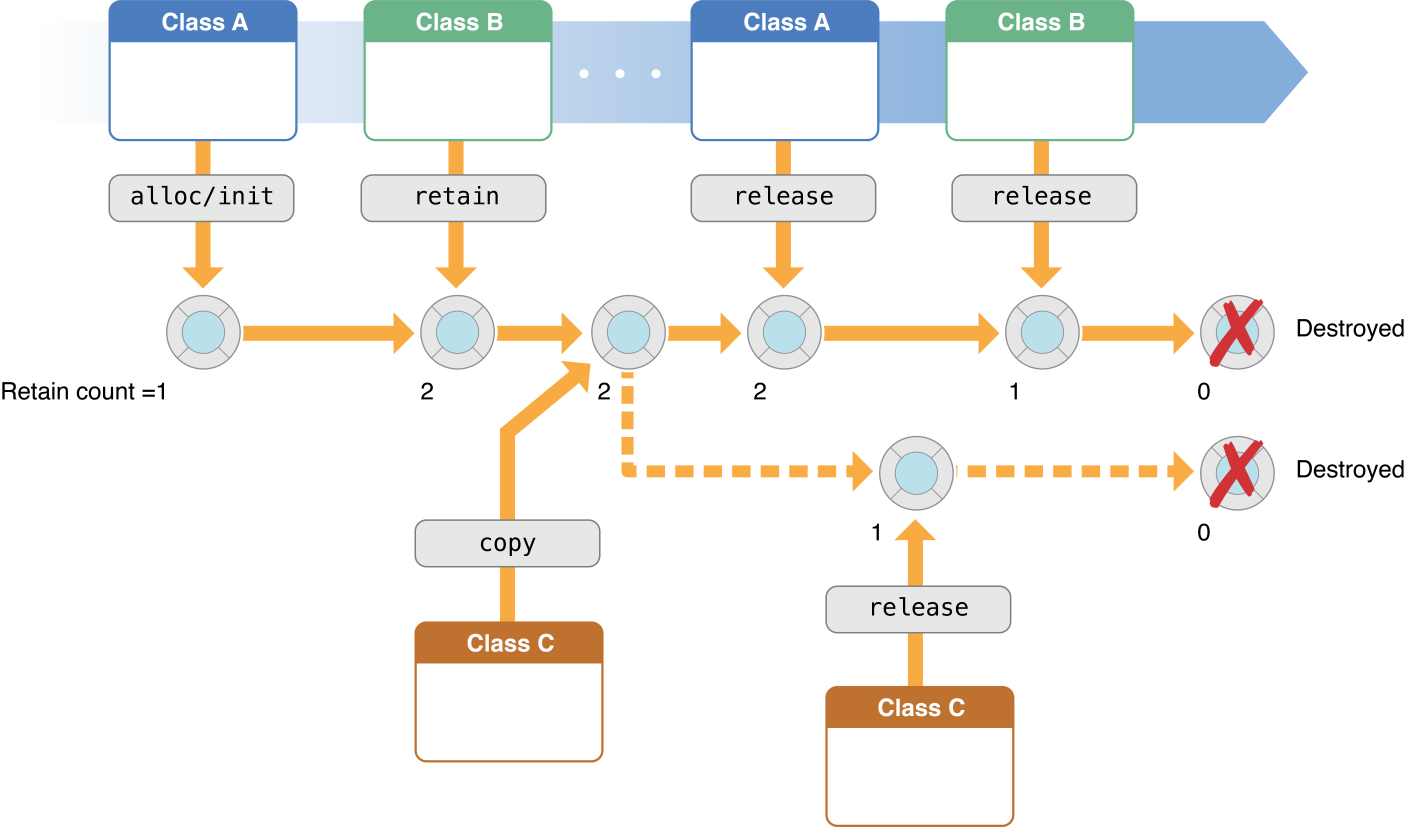 Class A
Class B
Class A
Class B
alloc/init
retain
release
release
Destroyed
Retain count =1
2
2
2
1
0
Destroyed
1
0
copy
release
Class C
Class C